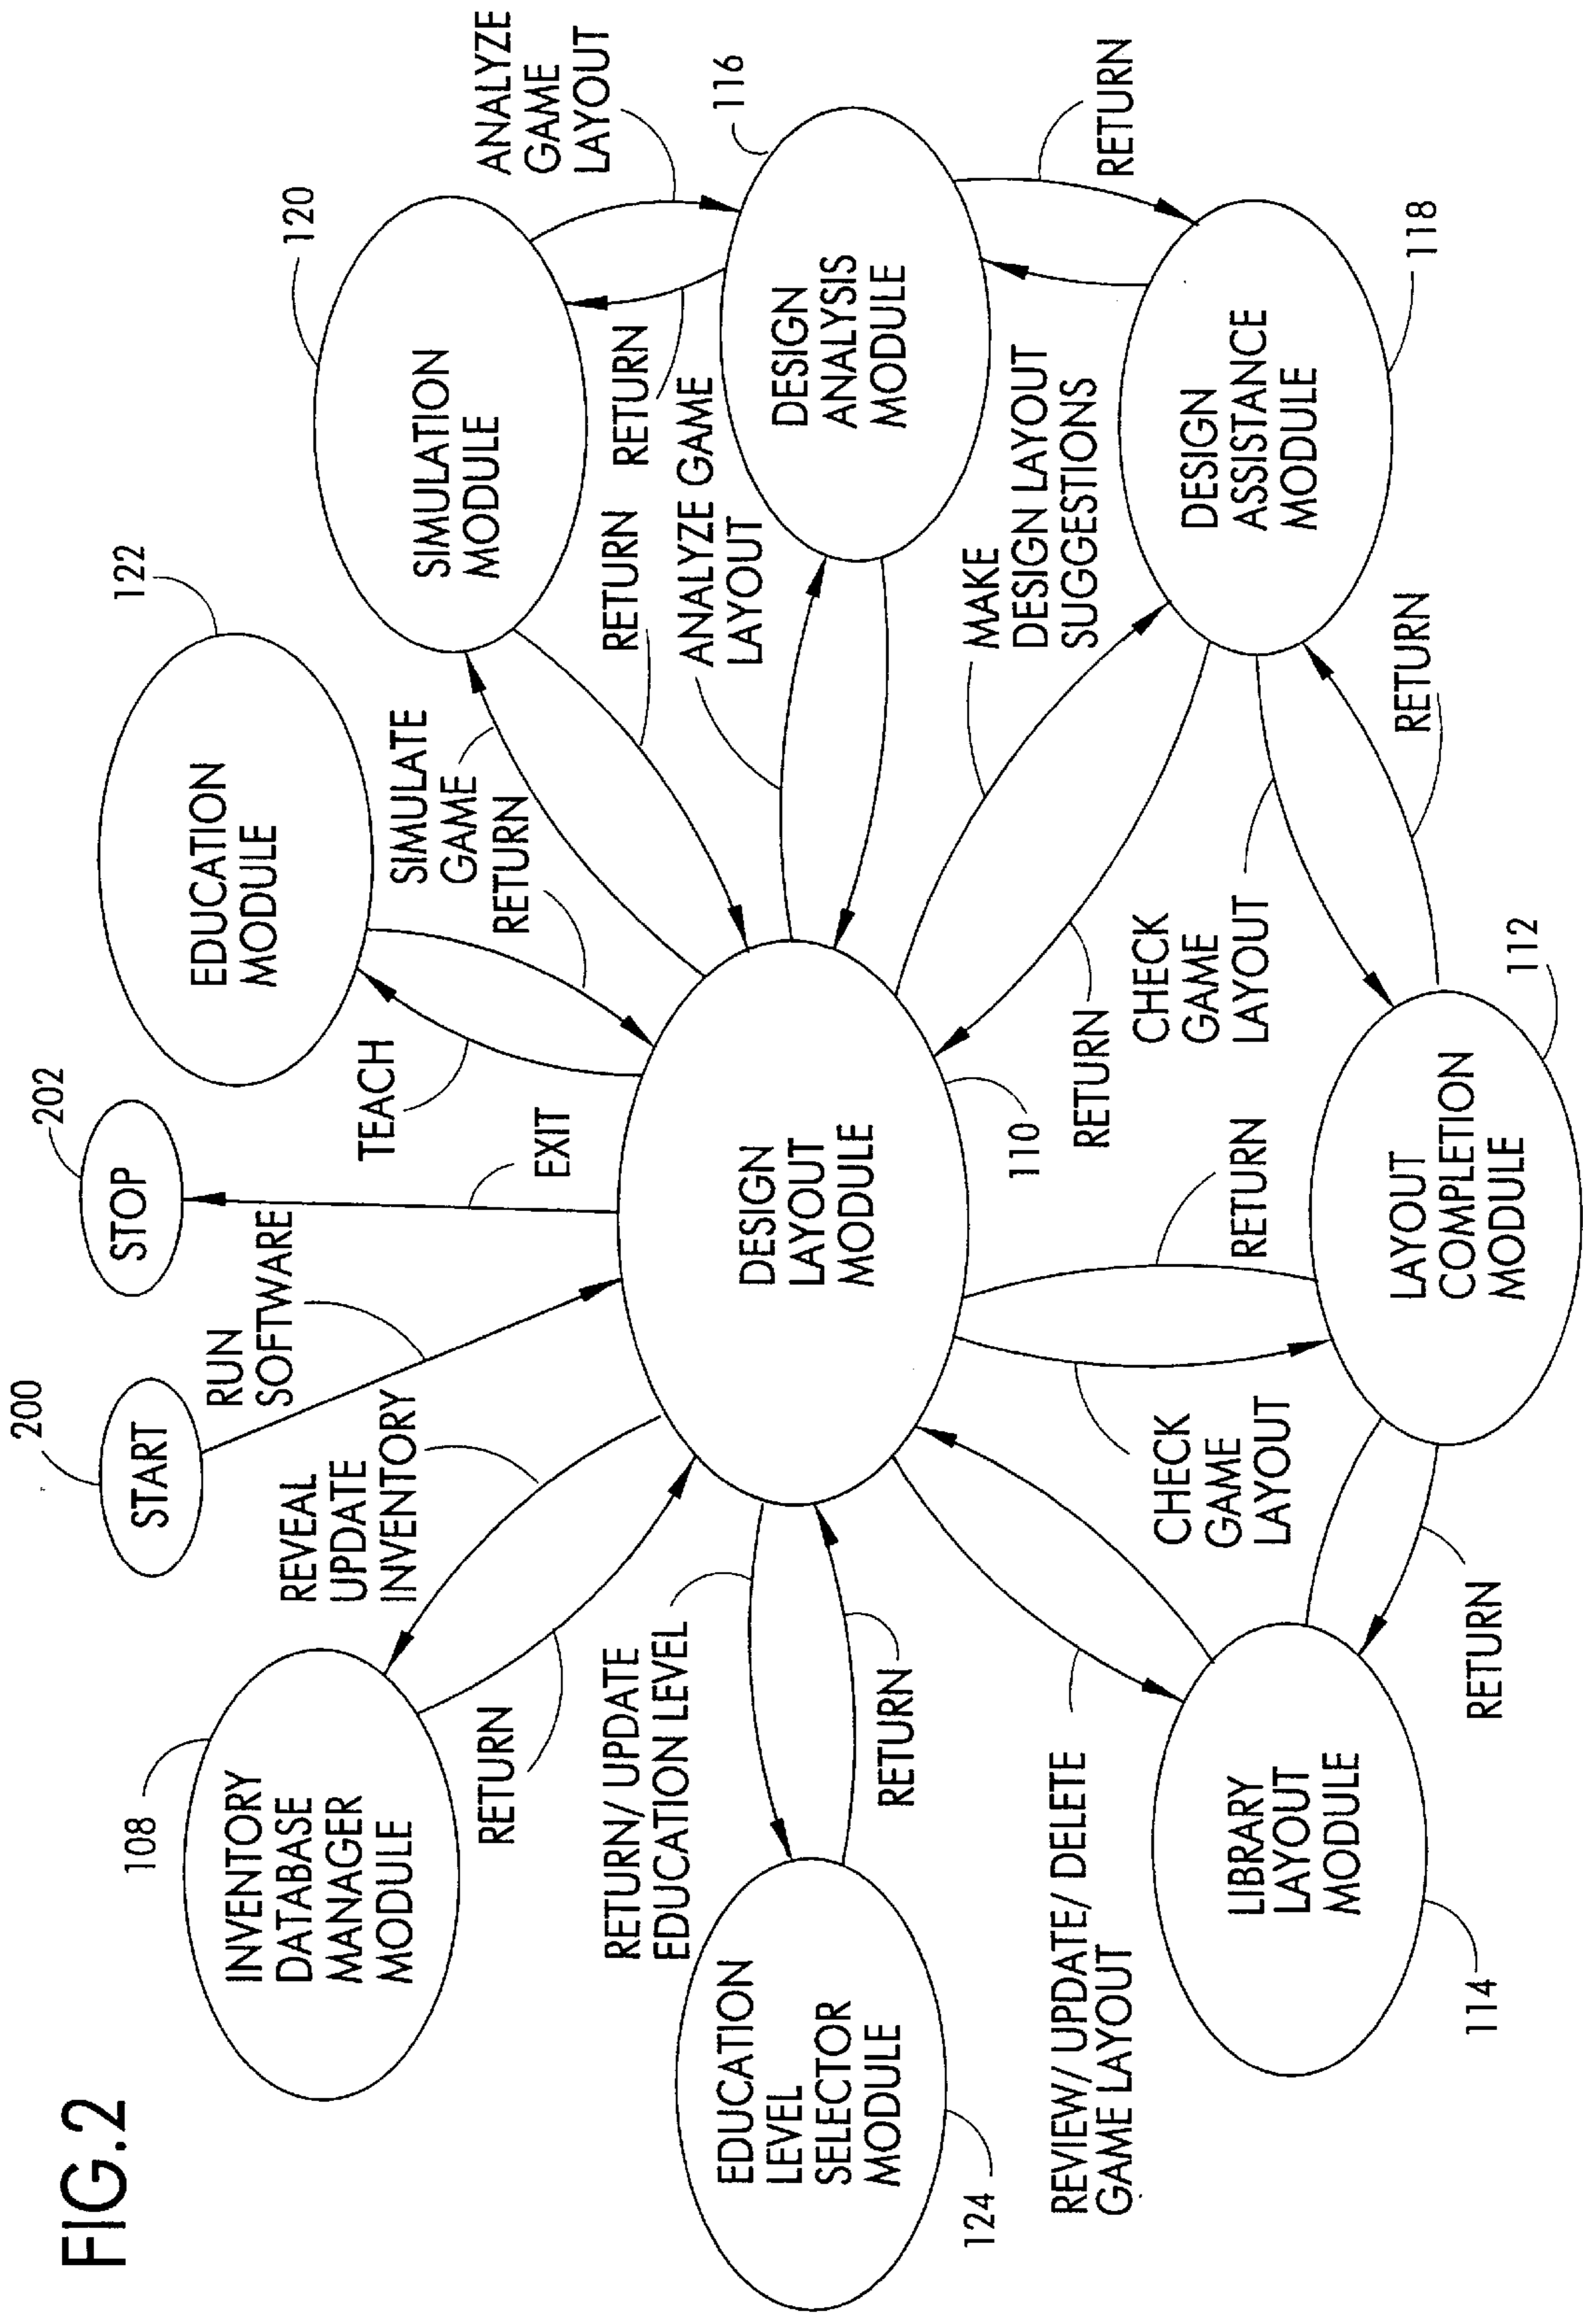 FIG.2
200
START
RUN
SOFTWARE
202
STOP
EXIT
122
EDUCATION
MODULE
TEACH
RETURN
120
SIMULATION
MODULE
SIMULATE
GAME
RETURN
ANALYZE
GAME
LAYOUT
RETURN
116
DESIGN
ANALYSIS
MODULE
ANALYZE GAME
LAYOUT
RETURN
118
DESIGN
ASSISTANCE
MODULE
MAKE
DESIGN LAYOUT
SUGGESTIONS
RETURN
CHECK
GAME
LAYOUT
RETURN
112
LAYOUT
COMPLETION
MODULE
RETURN
CHECK
GAME
LAYOUT
110
DESIGN
LAYOUT
MODULE
108
INVENTORY
DATABASE
MANAGER
MODULE
REVEAL
UPDATE
INVENTORY
RETURN
RETURN/ UPDATE
EDUCATION LEVEL
RETURN
EDUCATION
LEVEL
SELECTOR
MODULE
124
REVIEW/ UPDATE/ DELETE
GAME LAYOUT
LIBRARY
LAYOUT
MODULE
114
RETURN